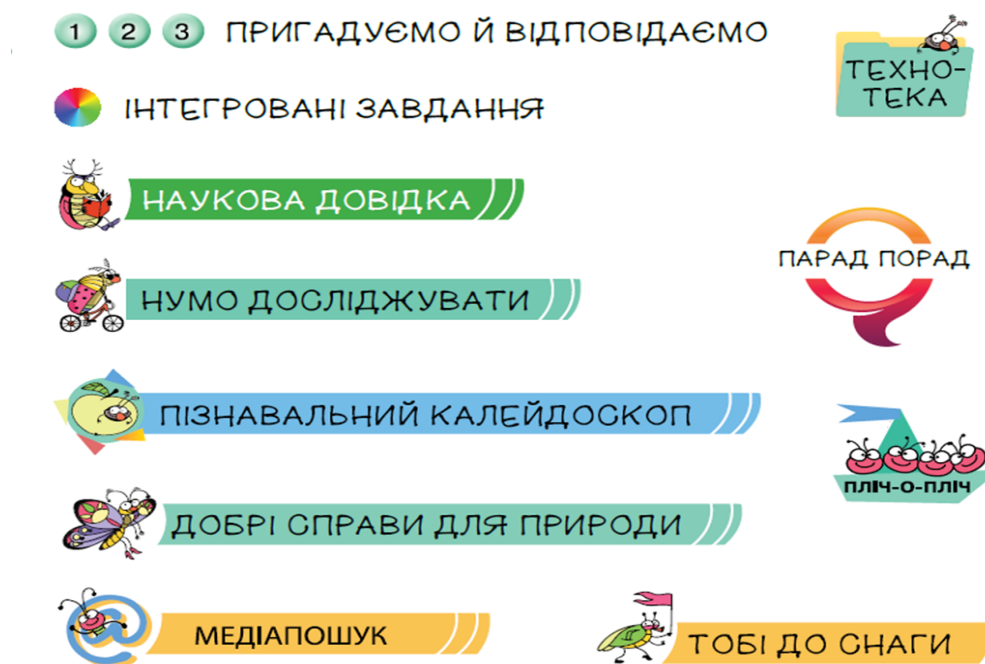 1 2 3 ПРИГАДУЄМО Й ВІДПОВІДАЄМО
ТЕХНО-
ТЕКА
ІНТЕГРОВАНІ ЗАВДАННЯ
НАУКОВА ДОВІДКА
ПАРАД ПОРАД
НУМО ДОСЛІДЖУВАТИ
ПІЗНАВАЛЬНИЙ КАЛЕЙДОСКОП
ПЛІЧ-О-ПЛІЧ
ДОБРІ СПРАВИ ДЛЯ ПРИРОДИ
МЕДІАПОШУК
ТОБІ ДО СНАГИ